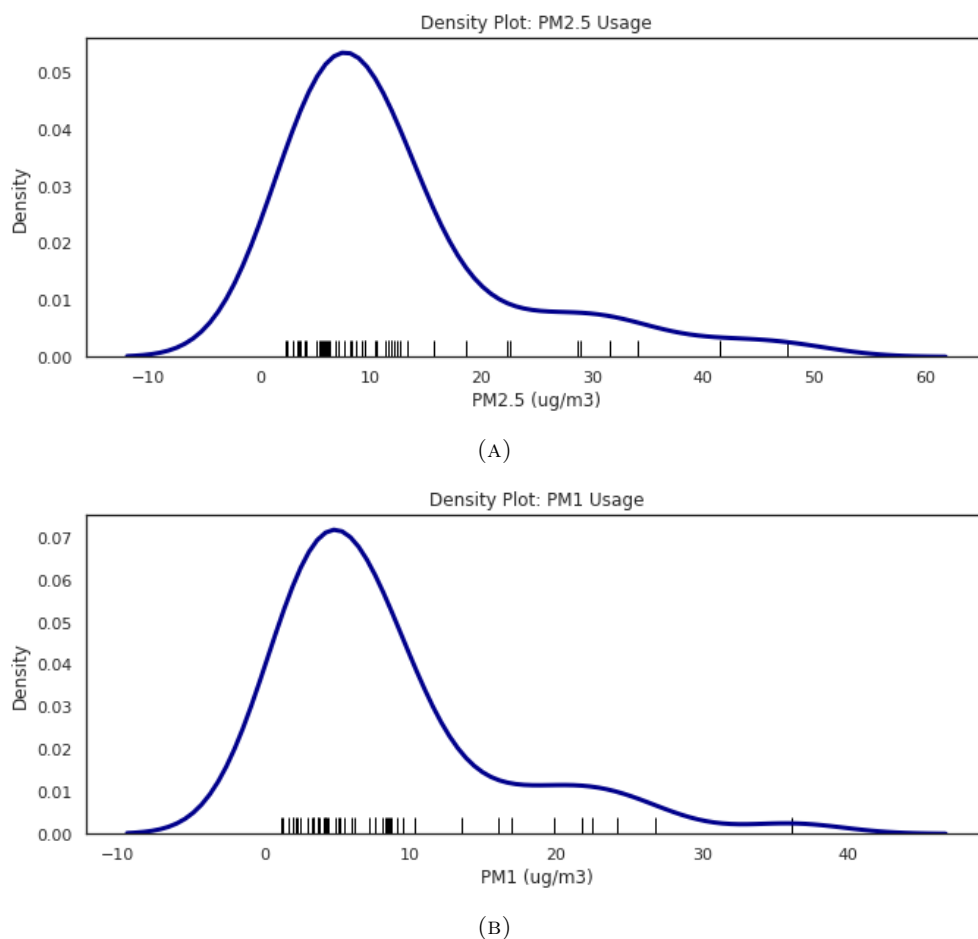 Density Plot: PM2.5 Usage
0.05
0.04
0.03
0.02
0.01
0.00
Density
−10 0 10 20 30 40 50 60
PM2.5 (ug/m3)
(A)
Density Plot: PM1 Usage
0.07
0.06
0.05
0.04
0.03
0.02
0.01
0.00
Density
−10 0 10 20 30 40
PM1 (ug/m3)
(B)